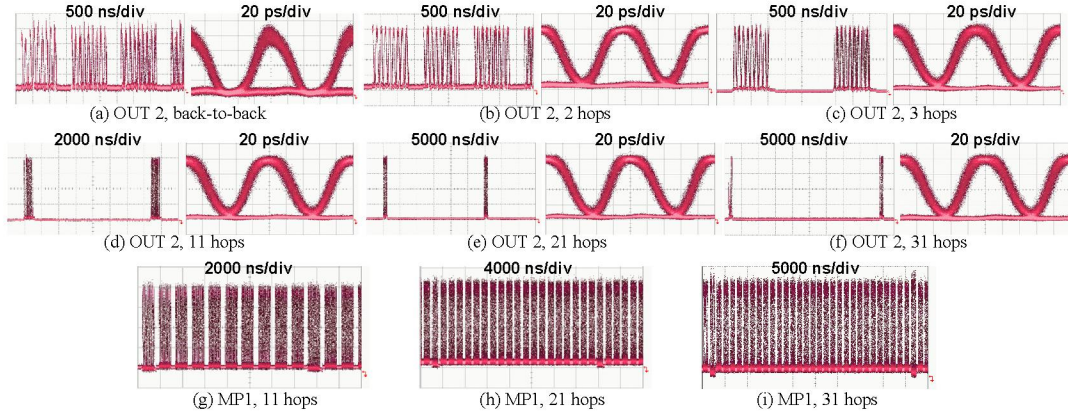 500 ns/div 20 ps/div 500 ns/div 20 ps/div 500 ns/div 20 ps/div
(a) OUT 2, back-to-back (b) OUT 2, 2 hops (c) OUT 2, 3 hops
2000 ns/div 20 ps/div 5000 ns/div 20 ps/div 5000 ns/div 20 ps/div
(d) OUT 2, 11 hops (e) OUT 2, 21 hops (f) OUT 2, 31 hops
2000 ns/div 4000 ns/div 5000 ns/div
(g) MP1, 11 hops (h) MP1, 21 hops (i) MP1, 31 hops